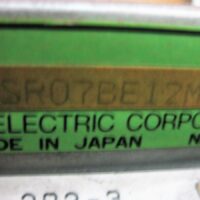 SR07BE12M
ELECTRIC CORPO
DE IN JAPAN N